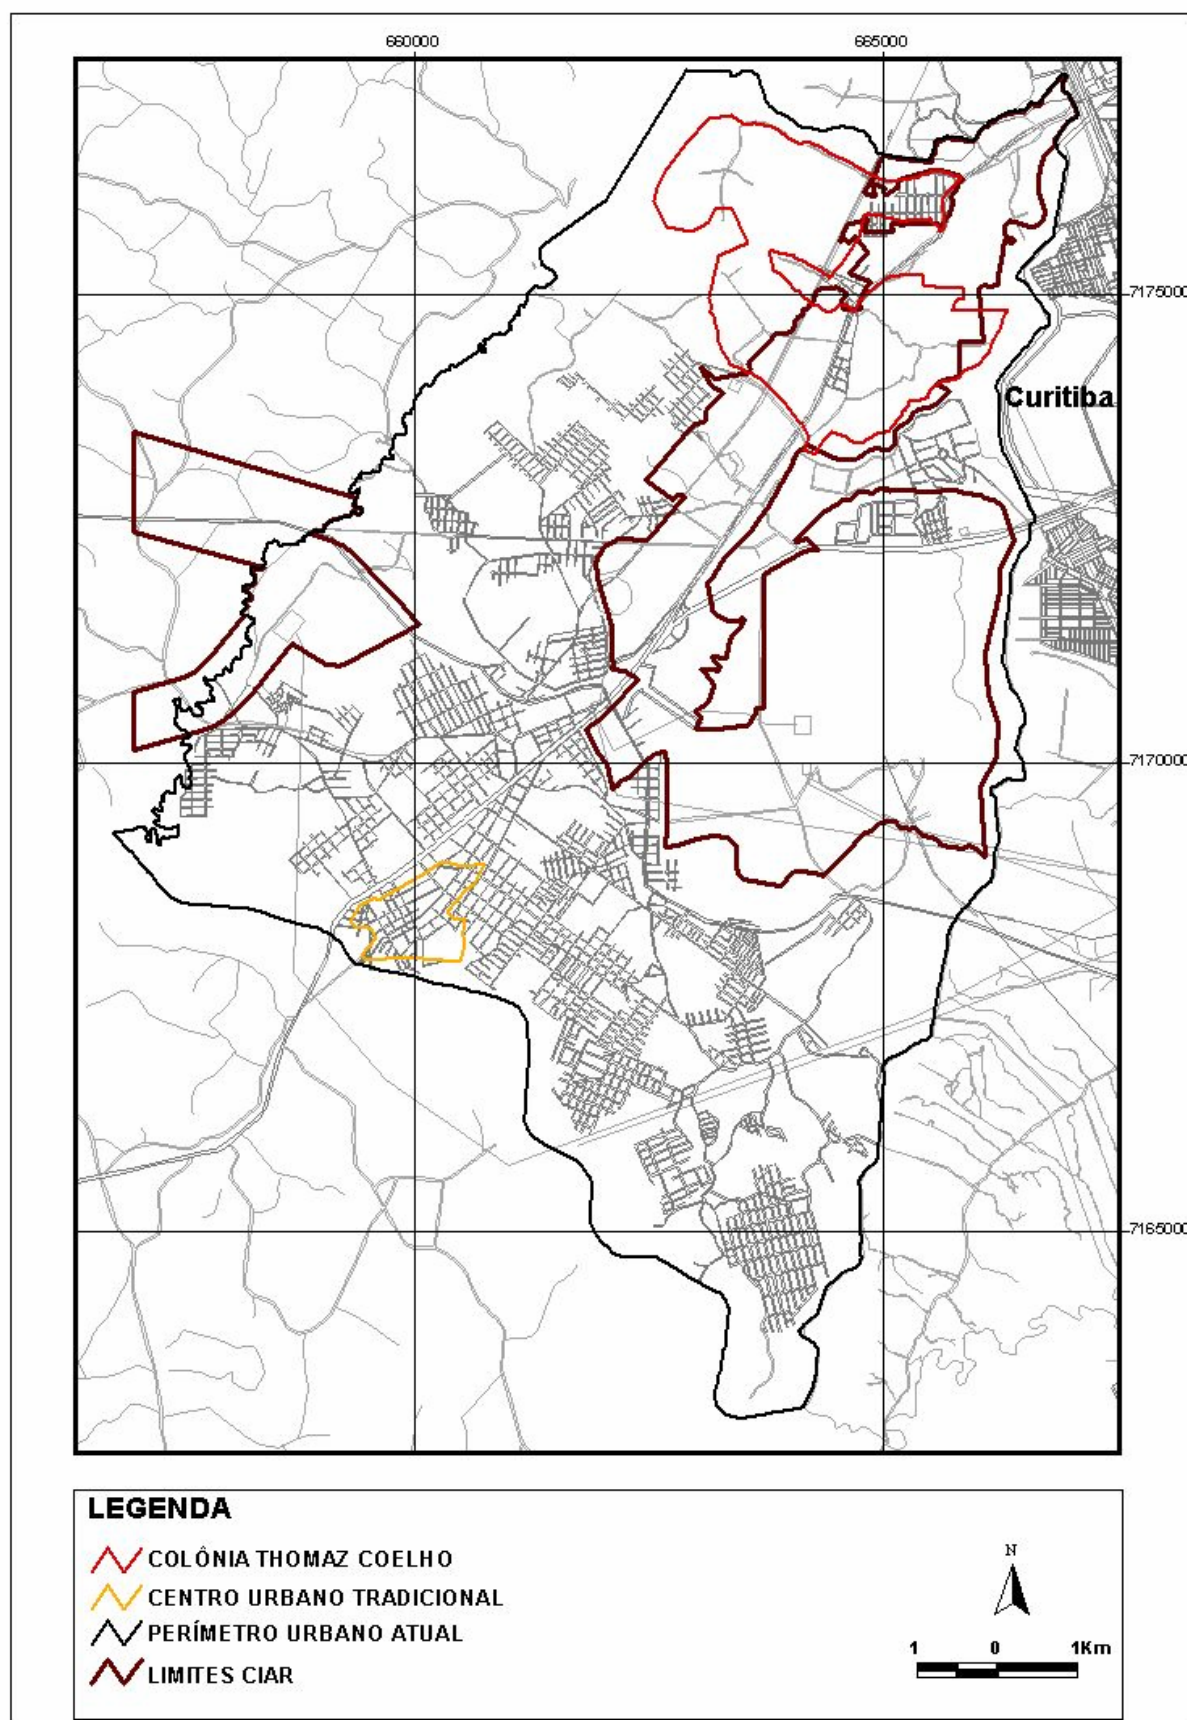 660000
665000
7175000
Curitiba
7170000
7165000
LEGENDA
COLÔNIA THOMAZ COELHO
CENTRO URBANO TRADICIONAL
PERÍMETRO URBANO ATUAL
LIMITES CIAR
N
1 0 1Km